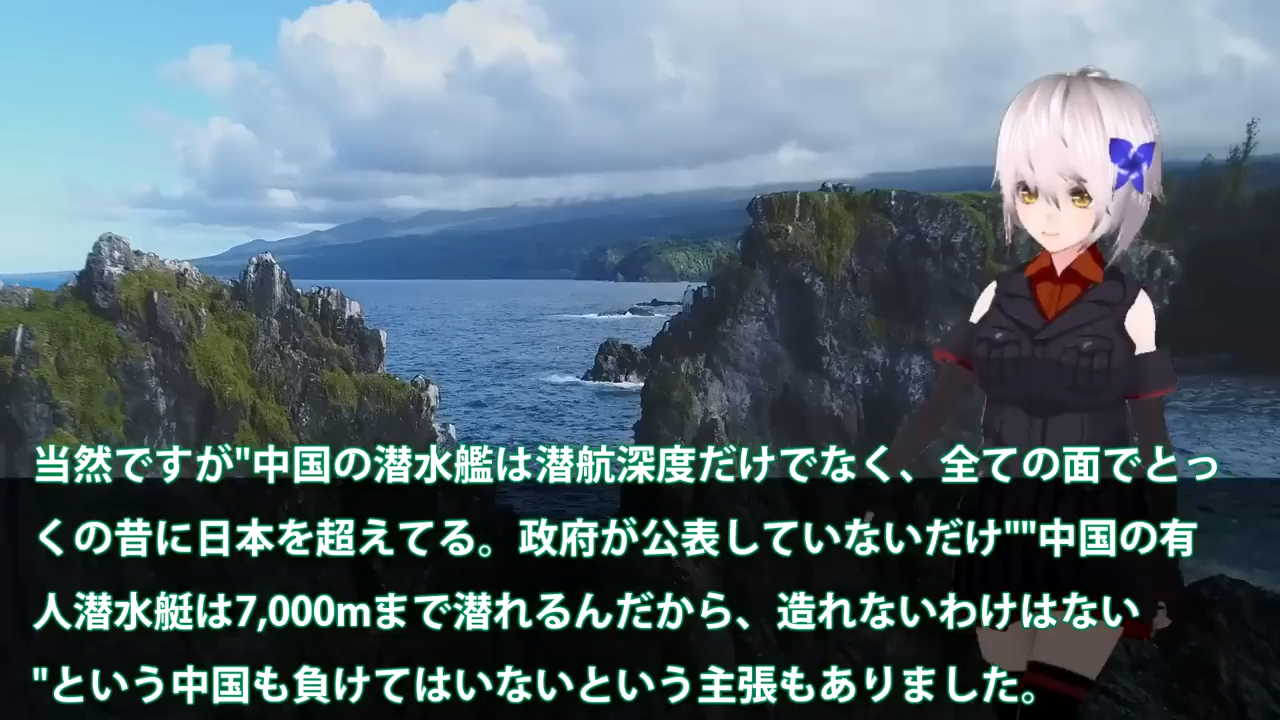 当然ですが"中国の潜水艦は潜航深度だけでなく、全ての面でとっ
くの昔に日本を超えてる。政府が公表していないだけ""中国の有
人潜水艇は7,000mまで潜れるんだから、造れないわけはない
"という中国も負けてはいないという主張もありました。